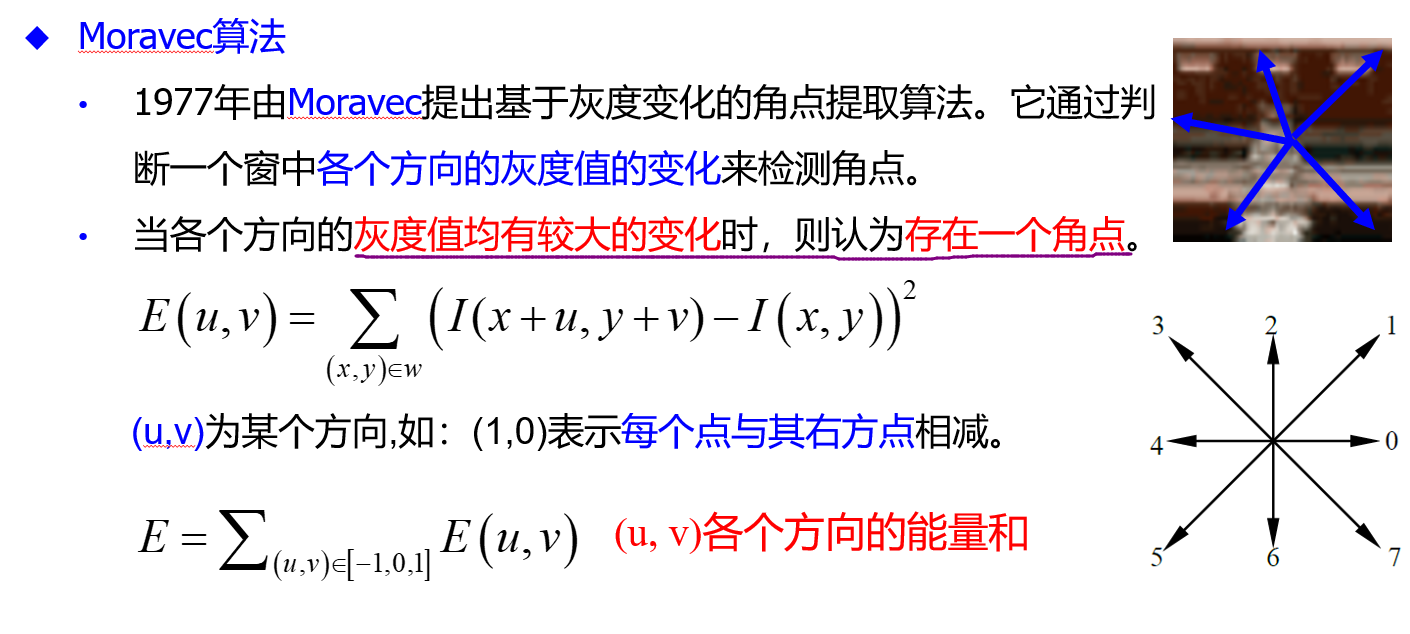 Moravec算法
1977年由Moravec提出基于灰度变化的角点提取算法。它通过判
断一个窗中各个方向的灰度值的变化来检测角点。
当各个方向的灰度值均有较大的变化时，则认为存在一个角点。
E(u,v) = ∑_{(x,y)∈w} (I(x+u, y+v) − I(x,y))²
(u,v)为某个方向,如：(1,0)表示每个点与其右方点相减。
E = ∑_{(u,v)∈[−1,0,1]} E(u,v) (u, v)各个方向的能量和
3 2 1
4 0
5 6 7